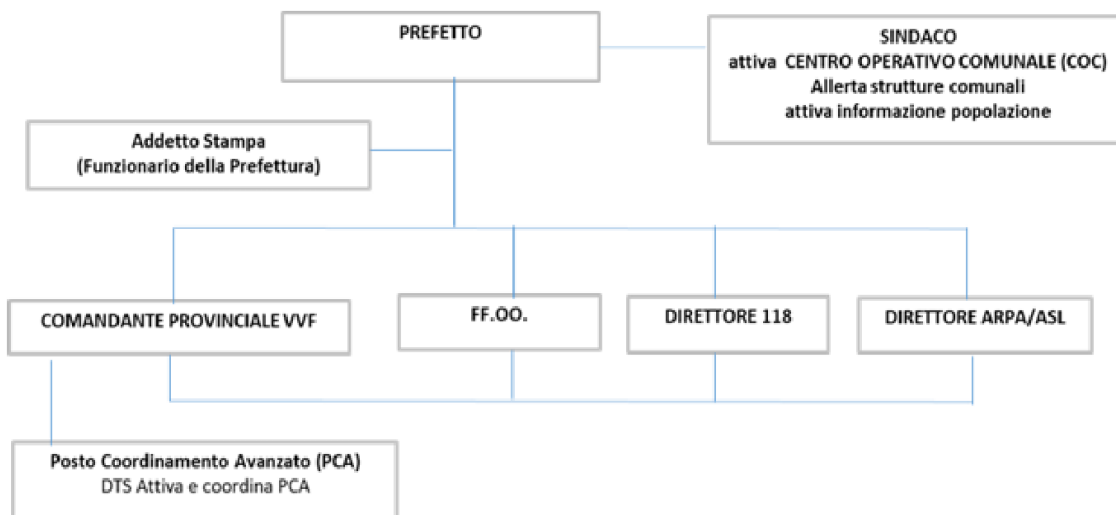 PREFETTO
SINDACO
attiva CENTRO OPERATIVO COMUNALE (COC)
Allerta strutture comunali
attiva informazione popolazione
Addetto Stampa
(Funzionario della Prefettura)
COMANDANTE PROVINCIALE VVF
FF.OO.
DIRETTORE 118
DIRETTORE ARPA/ASL
Posto Coordinamento Avanzato (PCA)
DTS Attiva e coordina PCA